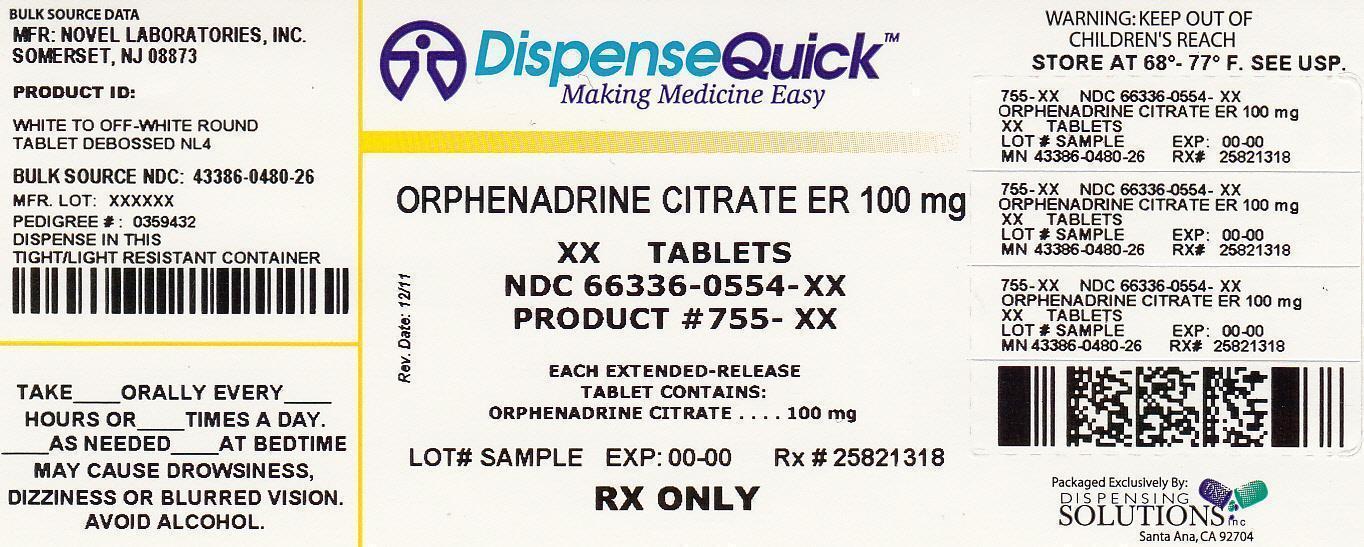 BULK SOURCE DATA
MFR: NOVEL LABORATORIES, INC.
SOMERSET, NJ 08873
PRODUCT ID:
WHITE TO OFF-WHITE ROUND
TABLET DEBOSSED NL4
BULK SOURCE NDC: 43386-0480-26
MFR. LOT: XXXXXX
PEDIGREE #: 0359432
DISPENSE IN THIS
TIGHT/LIGHT RESISTANT CONTAINER
TAKE____ORALLY EVERY____
HOURS OR____TIMES A DAY.
____AS NEEDED____AT BEDTIME
MAY CAUSE DROWSINESS,
DIZZINESS OR BLURRED VISION.
AVOID ALCOHOL.
DispenseQuick™
Making Medicine Easy
ORPHENADRINE CITRATE ER 100 mg
XX TABLETS
NDC 66336-0554-XX
PRODUCT #755- XX
Rev. Date: 12/11
EACH EXTENDED-RELEASE
TABLET CONTAINS:
ORPHENADRINE CITRATE .... 100 mg
LOT# SAMPLE EXP: 00-00 Rx # 25821318
RX ONLY
WARNING: KEEP OUT OF
CHILDREN'S REACH
STORE AT 68°- 77° F. SEE USP.
755-XX NDC 66336-0554- XX
ORPHENADRINE CITRATE ER 100 mg
XX TABLETS
LOT # SAMPLE EXP: 00-00
MN 43386-0480-26 RX# 25821318
755-XX NDC 66336-0554- XX
ORPHENADRINE CITRATE ER 100 mg
XX TABLETS
LOT # SAMPLE EXP: 00-00
MN 43386-0480-26 RX# 25821318
755-XX NDC 66336-0554- XX
ORPHENADRINE CITRATE ER 100 mg
XX TABLETS
LOT # SAMPLE EXP: 00-00
MN 43386-0480-26 RX# 25821318
Packaged Exclusively By:
DISPENSING
SOLUTIONS inc
Santa Ana, CA 92704